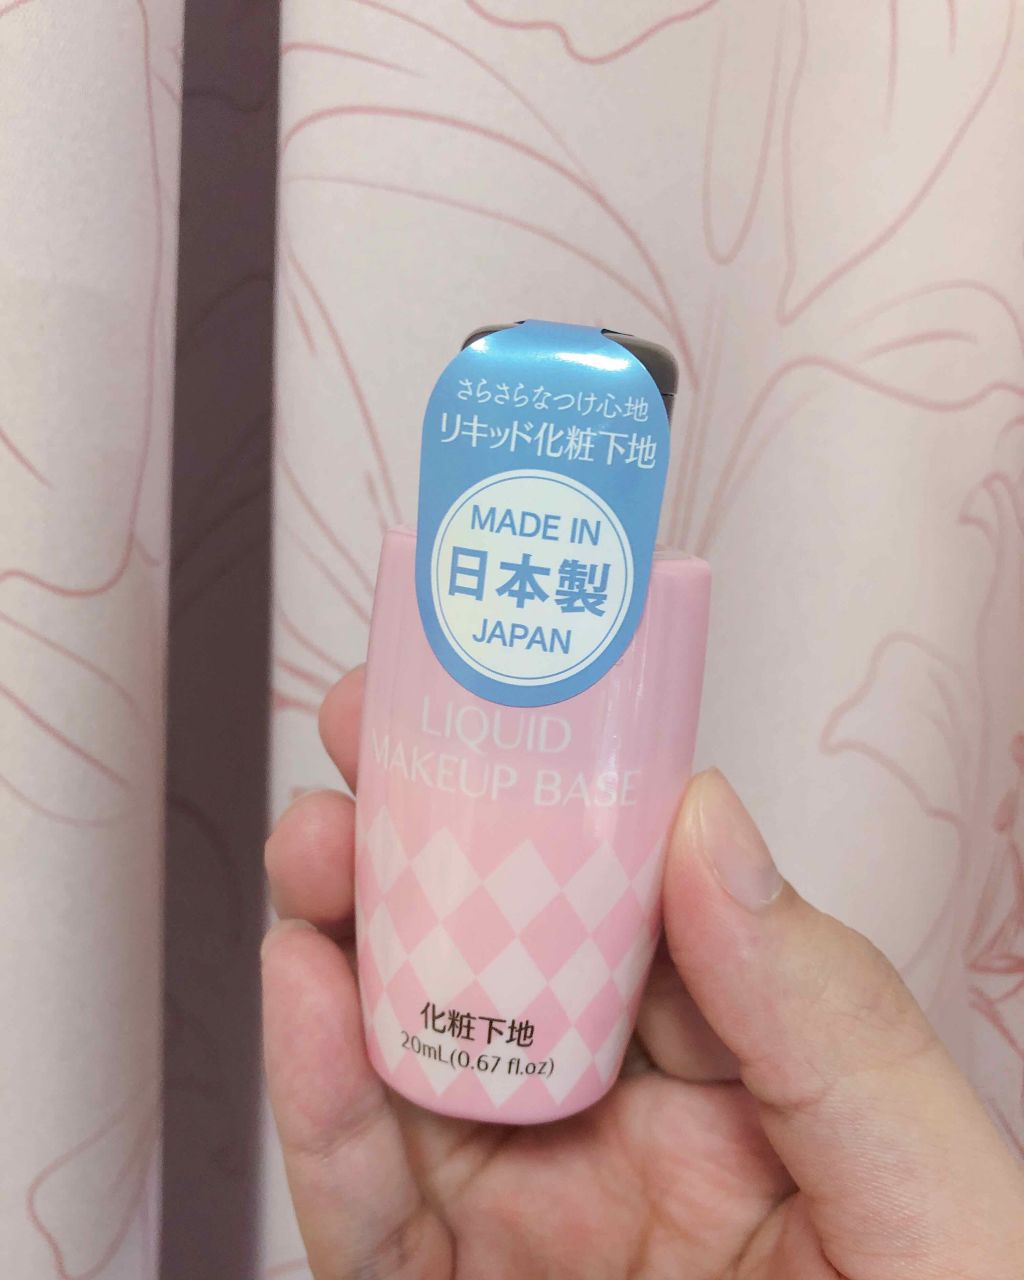 さらさらなつけ心地
リキッド化粧下地
MADE IN
日本製
JAPAN
LIQUID
MAKEUP BASE
化粧下地
20mL(0.67 fl.oz)